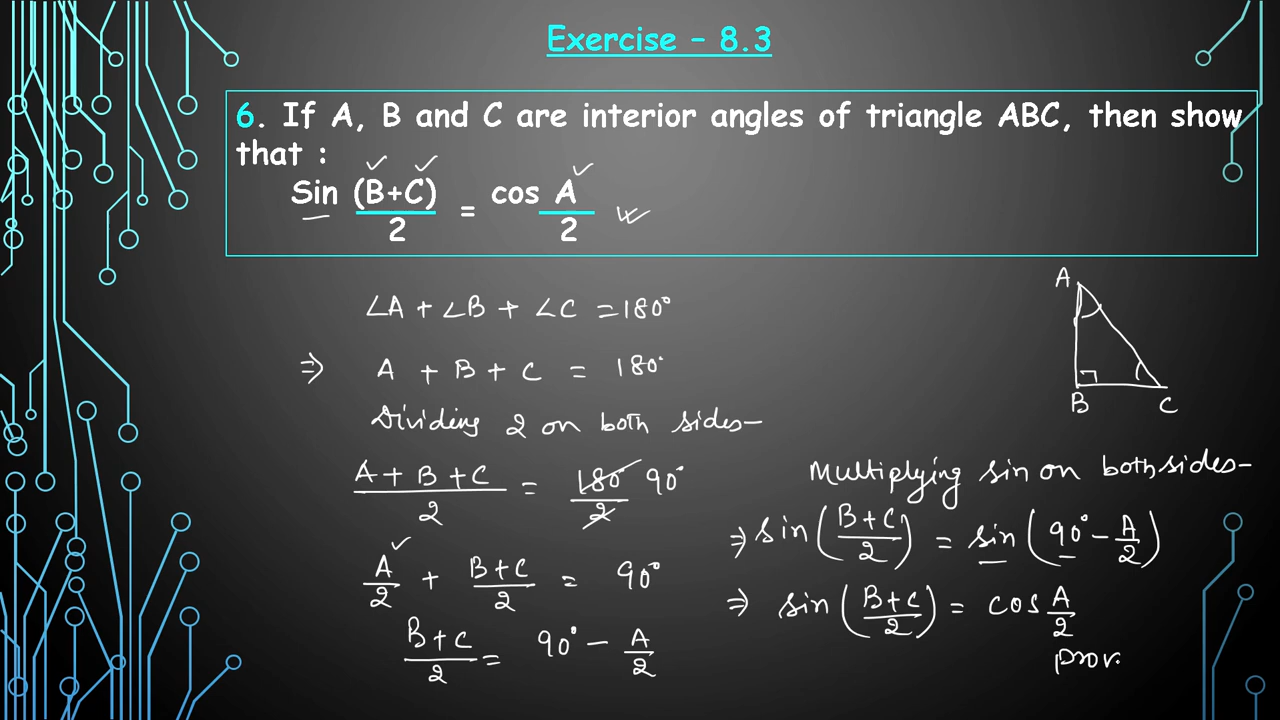 Exercise – 8.3
6. If A, B and C are interior angles of triangle ABC, then show
that :
Sin (B+C)/2 = cos A/2
∠A + ∠B + ∠C = 180°
⇒ A + B + C = 180°
Dividing 2 on both sides–
(A + B + C)/2 = 180°/2 90°
A/2 + (B+C)/2 = 90°
(B+C)/2 = 90° – A/2
A
B
C
Multiplying sin on both sides–
⇒ sin ((B+C)/2) = sin (90° – A/2)
⇒ sin ((B+C)/2) = cos A/2
prov.